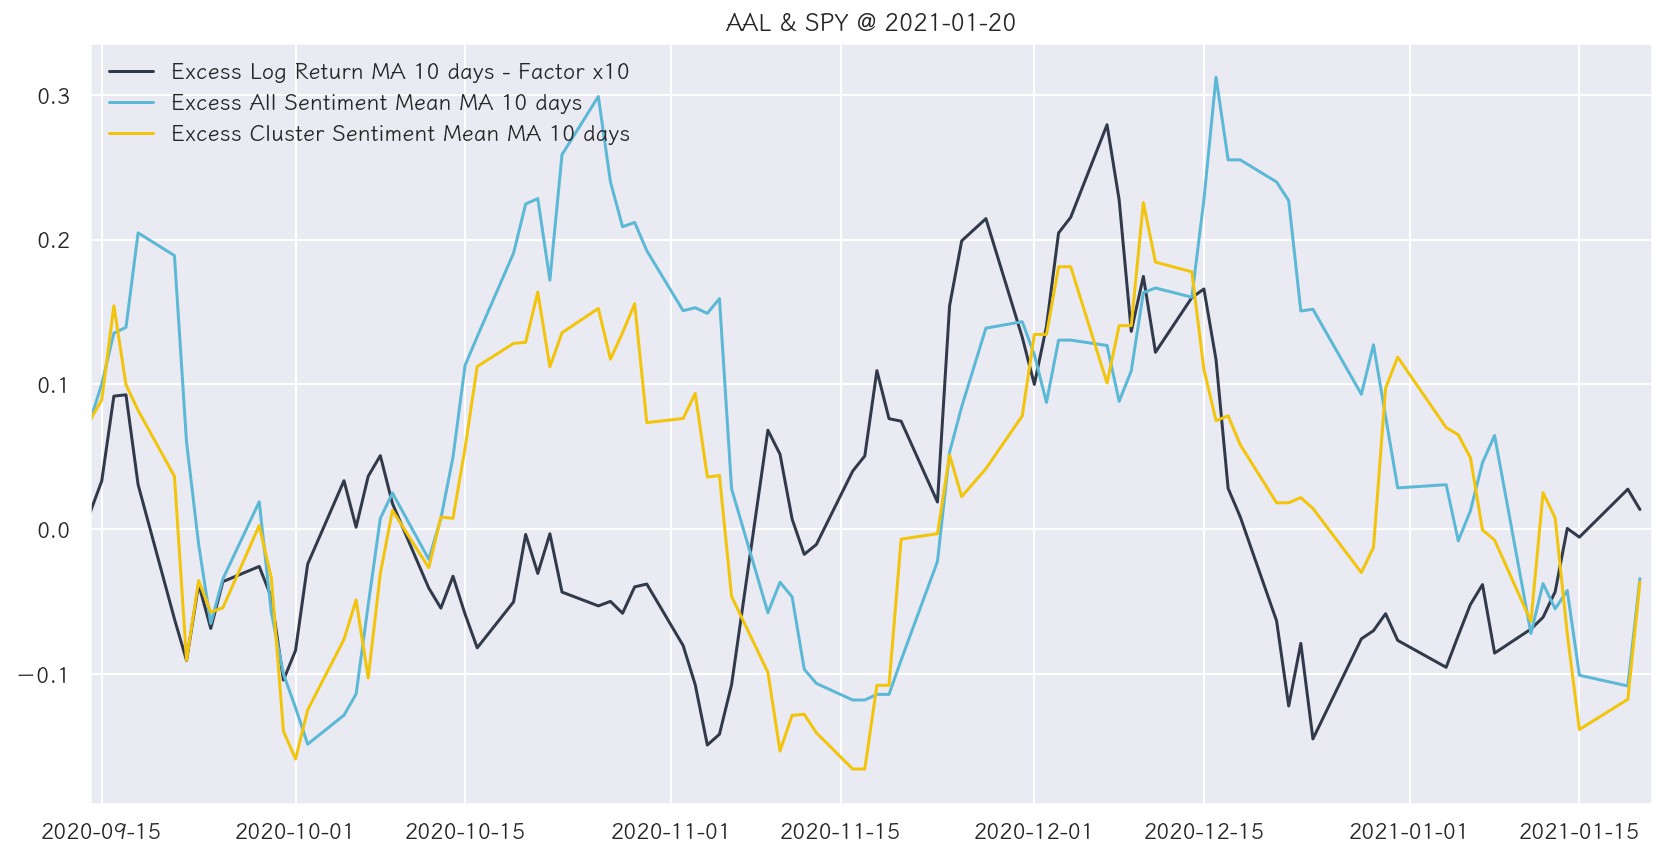 AAL & SPY @ 2021-01-20
Excess Log Return MA 10 days - Factor x10
Excess All Sentiment Mean MA 10 days
Excess Cluster Sentiment Mean MA 10 days
0.3
0.2
0.1
0.0
−0.1
2020-09-15 2020-10-01 2020-10-15 2020-11-01 2020-11-15 2020-12-01 2020-12-15 2021-01-01 2021-01-15